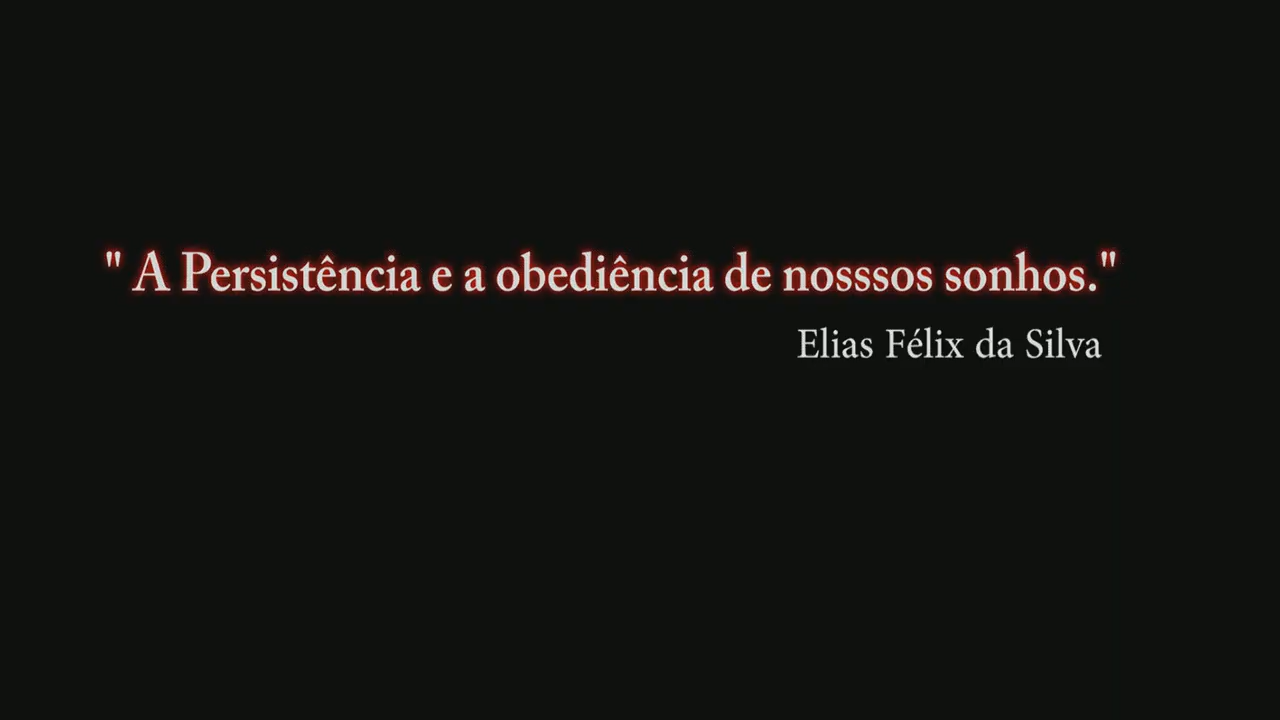 " A Persistência e a obediência de nosssos sonhos."
Elias Félix da Silva